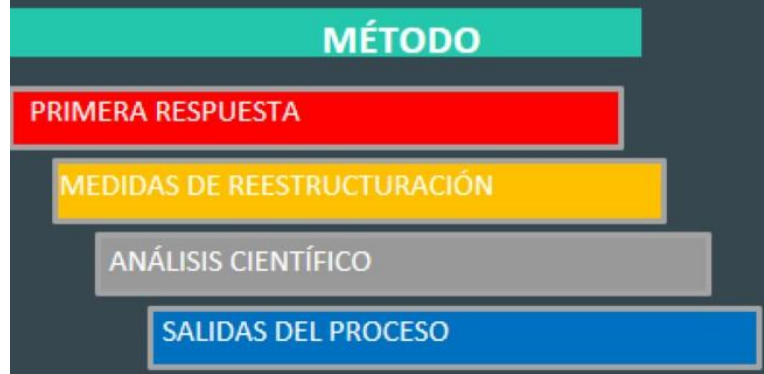 MÉTODO
PRIMERA RESPUESTA
MEDIDAS DE REESTRUCTURACIÓN
ANÁLISIS CIENTÍFICO
SALIDAS DEL PROCESO